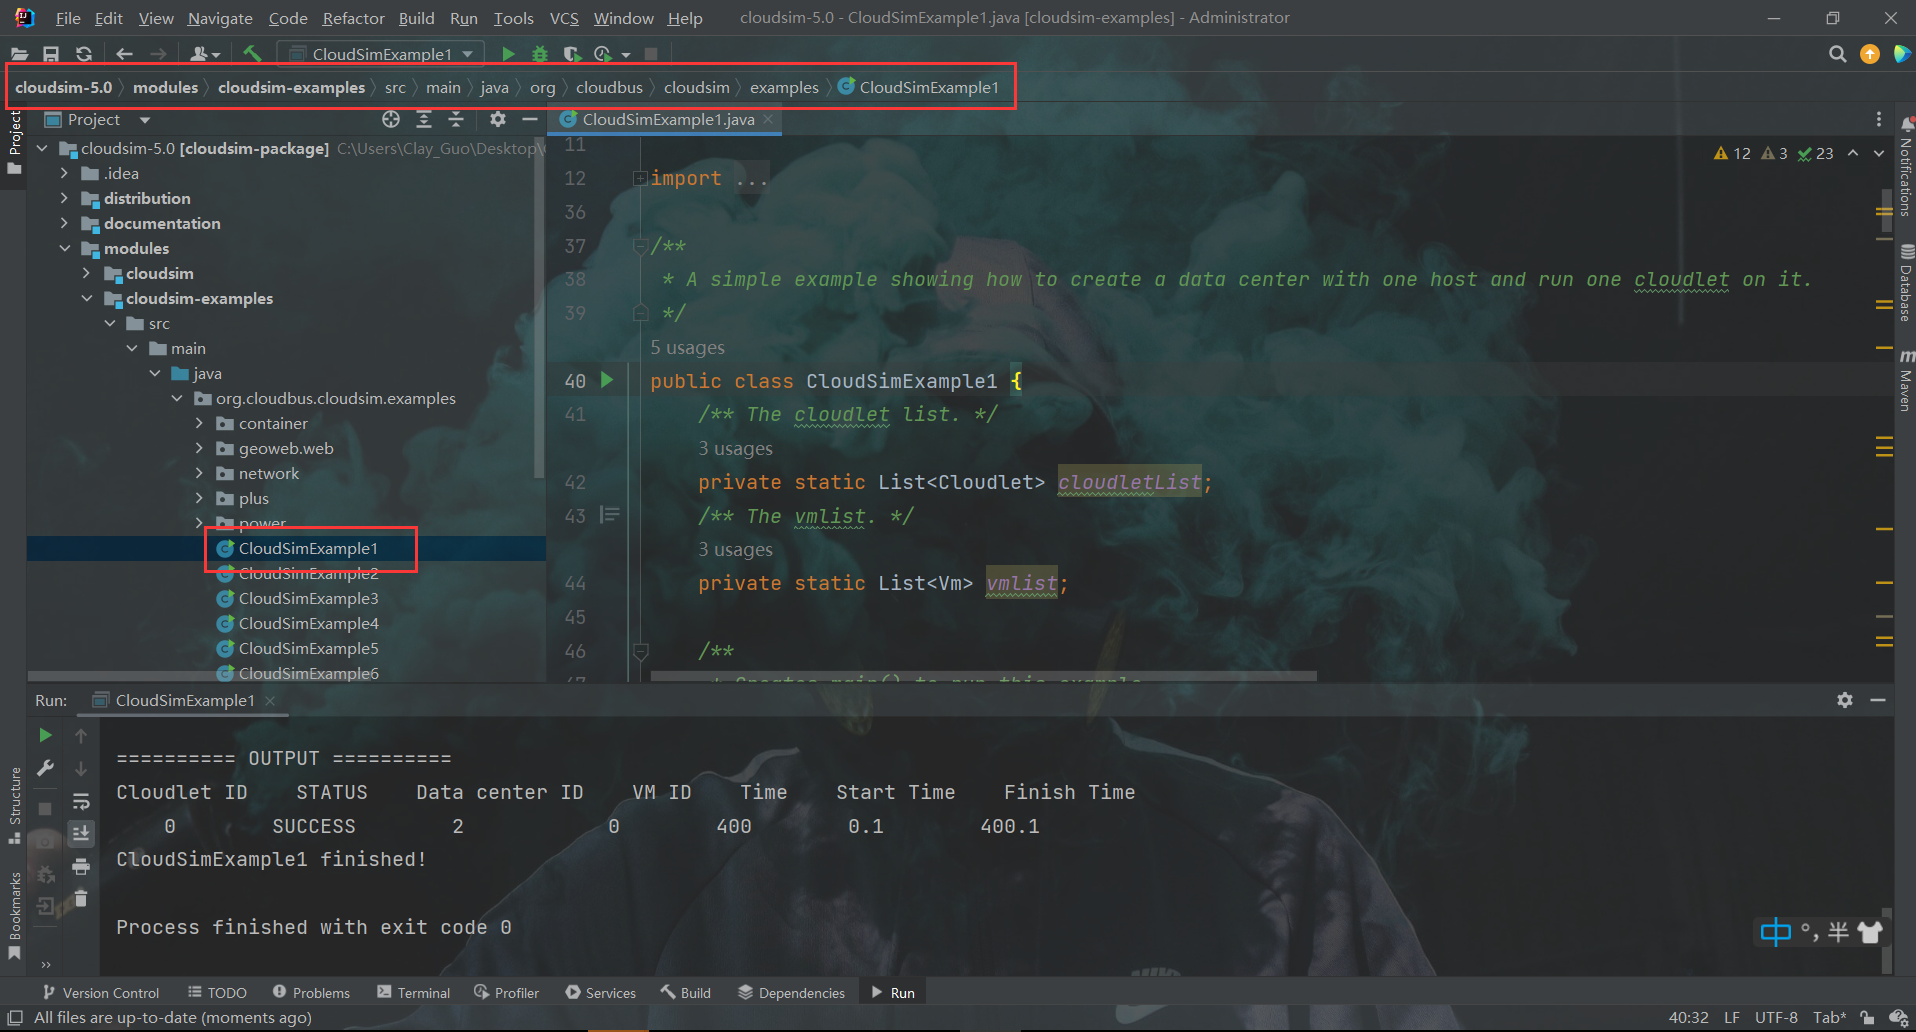 File Edit View Navigate Code Refactor Build Run Tools VCS Window Help cloudsim-5.0 - CloudSimExample1.java [cloudsim-examples] - Administrator
CloudSimExample1
cloudsim-5.0 modules cloudsim-examples src main java org cloudbus cloudsim examples CloudSimExample1
Project
Project
cloudsim-5.0 [cloudsim-package] C:\Users\Clay_Guo\Desktop\
.idea
distribution
documentation
modules
cloudsim
cloudsim-examples
src
main
java
org.cloudbus.cloudsim.examples
container
geoweb.web
network
plus
power
CloudSimExample1
CloudSimExample2
CloudSimExample3
CloudSimExample4
CloudSimExample5
CloudSimExample6
CloudSimExample1.java
12 3 23
11
12 import ...
36
37 /**
38 * A simple example showing how to create a data center with one host and run one cloudlet on it.
39 */
5 usages
40 public class CloudSimExample1 {
41 /** The cloudlet list. */
3 usages
42 private static List<Cloudlet> cloudletList;
43 /** The vmlist. */
3 usages
44 private static List<Vm> vmlist;
45
46 /**
47 * Creates main() to run this example
Notifications
Database
Maven
Run: CloudSimExample1
========== OUTPUT ==========
Cloudlet ID STATUS Data center ID VM ID Time Start Time Finish Time
0 SUCCESS 2 0 400 0.1 400.1
CloudSimExample1 finished!
Process finished with exit code 0
Structure
Bookmarks
中 °, 半
Version Control TODO Problems Terminal Profiler Services Build Dependencies Run
All files are up-to-date (moments ago) 40:32 LF UTF-8 Tab*